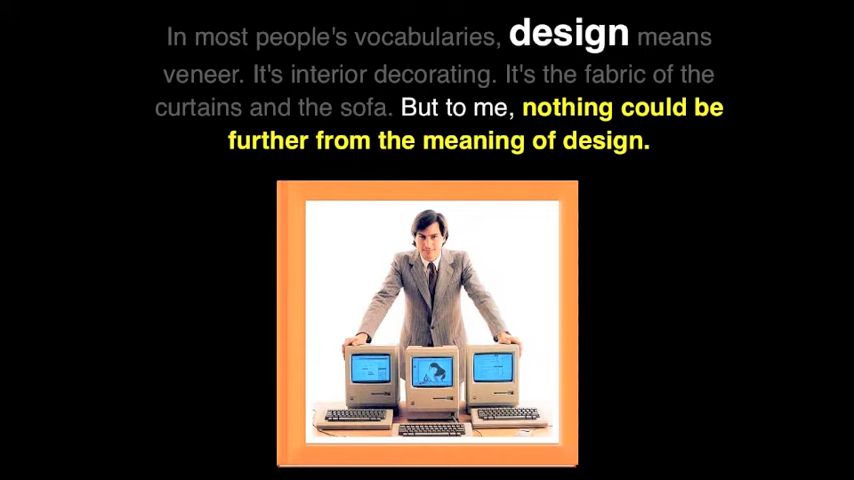 In most people's vocabularies, design means
veneer. It's interior decorating. It's the fabric of the
curtains and the sofa. But to me, nothing could be
further from the meaning of design.